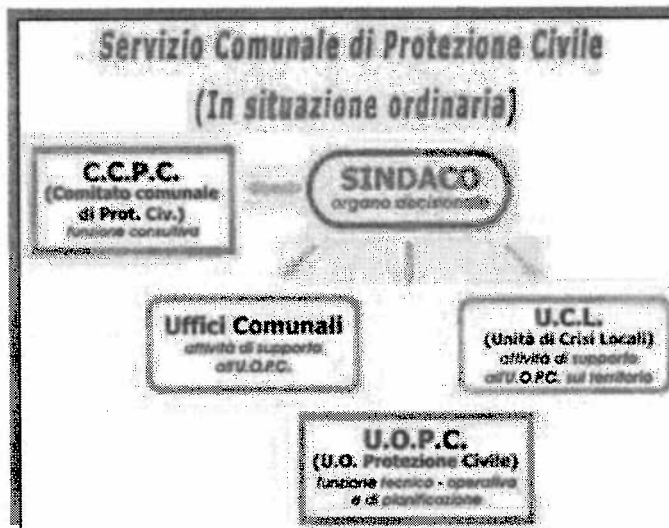 Servizio Comunale di Protezione Civile
(In situazione ordinaria)
C.C.P.C.
(Comitato comunale
di Prot. Civ.)
funzione consultiva
SINDACO
organo decisionale
Uffici Comunali
attività di supporto
all'U.O.P.C.
U.C.L.
(Unità di Crisi Locali)
attività di supporto
all'U.O.P.C. sul territorio
U.O.P.C.
(U.O. Protezione Civile)
funzione tecnico - operativa
e di pianificazione